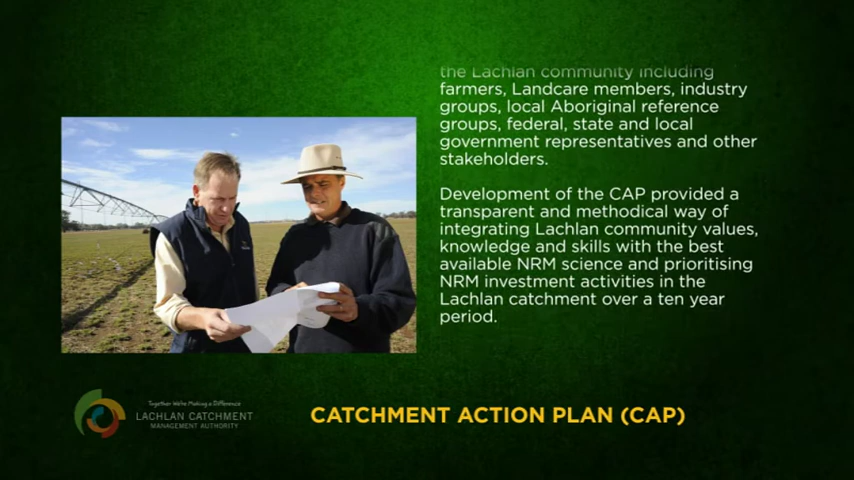 the Lachlan community including
farmers, Landcare members, industry
groups, local Aboriginal reference
groups, federal, state and local
government representatives and other
stakeholders.
Development of the CAP provided a
transparent and methodical way of
integrating Lachlan community values,
knowledge and skills with the best
available NRM science and prioritising
NRM investment activities in the
Lachlan catchment over a ten year
period.
Together We're Making a Difference
LACHLAN CATCHMENT
MANAGEMENT AUTHORITY
CATCHMENT ACTION PLAN (CAP)